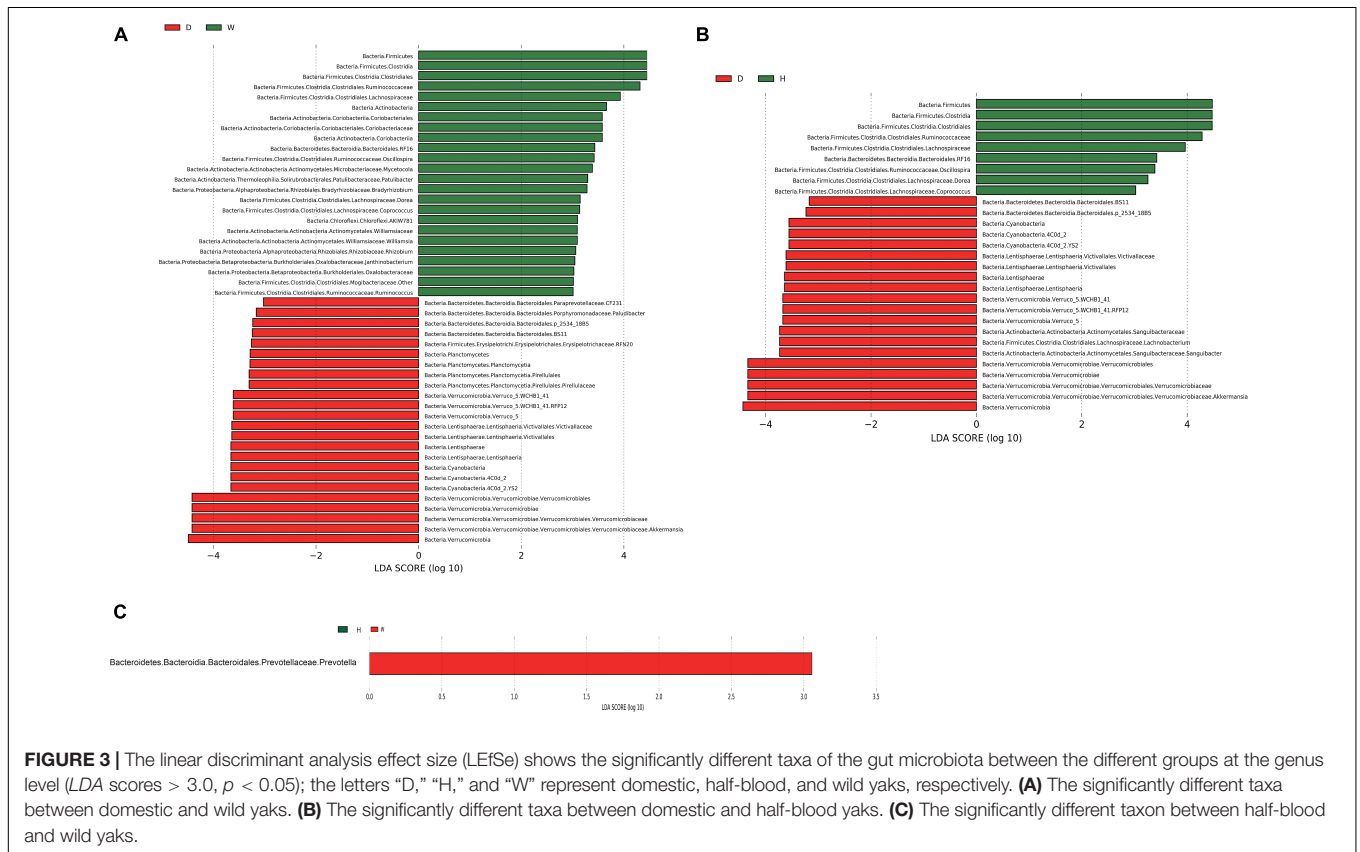 A
D W
Bacteria.Firmicutes
Bacteria.Firmicutes.Clostridia
Bacteria.Firmicutes.Clostridia.Clostridiales
Bacteria.Firmicutes.Clostridia.Clostridiales.Ruminococcaceae
Bacteria.Firmicutes.Clostridia.Clostridiales.Lachnospiraceae
Bacteria.Actinobacteria
Bacteria.Actinobacteria.Coriobacteriia.Coriobacteriales
Bacteria.Actinobacteria.Coriobacteriia.Coriobacteriales.Coriobacteriaceae
Bacteria.Actinobacteria.Coriobacteriia
Bacteria.Bacteroidetes.Bacteroidia.Bacteroidales.RF16
Bacteria.Firmicutes.Clostridia.Clostridiales.Ruminococcaceae.Oscillospira
Bacteria.Actinobacteria.Actinobacteria.Actinomycetales.Microbacteriaceae.Mycetocola
Bacteria.Actinobacteria.Thermoleophilia.Solirubrobacterales.Patulibacteraceae.Patulibacter
Bacteria.Proteobacteria.Alphaproteobacteria.Rhizobiales.Bradyrhizobiaceae.Bradyrhizobium
Bacteria.Firmicutes.Clostridia.Clostridiales.Lachnospiraceae.Dorea
Bacteria.Firmicutes.Clostridia.Clostridiales.Lachnospiraceae.Coprococcus
Bacteria.Chloroflexi.Chloroflexi.AKIW781
Bacteria.Actinobacteria.Actinobacteria.Actinomycetales.Williamsiaceae
Bacteria.Actinobacteria.Actinobacteria.Actinomycetales.Williamsiaceae.Williamsia
Bacteria.Proteobacteria.Alphaproteobacteria.Rhizobiales.Rhizobiaceae.Rhizobium
Bacteria.Proteobacteria.Betaproteobacteria.Burkholderiales.Oxalobacteraceae.Janthinobacterium
Bacteria.Proteobacteria.Betaproteobacteria.Burkholderiales.Oxalobacteraceae
Bacteria.Firmicutes.Clostridia.Clostridiales.Mogibacteriaceae.Other
Bacteria.Firmicutes.Clostridia.Clostridiales.Ruminococcaceae.Ruminococcus
Bacteria.Bacteroidetes.Bacteroidia.Bacteroidales.Paraprevotellaceae.CF231
Bacteria.Bacteroidetes.Bacteroidia.Bacteroidales.Porphyromonadaceae.Paludibacter
Bacteria.Bacteroidetes.Bacteroidia.Bacteroidales.p_2534_18B5
Bacteria.Bacteroidetes.Bacteroidia.Bacteroidales.BS11
Bacteria.Firmicutes.Erysipelotrichi.Erysipelotrichales.Erysipelotrichaceae.RFN20
Bacteria.Planctomycetes
Bacteria.Planctomycetes.Planctomycetia
Bacteria.Planctomycetes.Planctomycetia.Pirellulales
Bacteria.Planctomycetes.Planctomycetia.Pirellulales.Pirellulaceae
Bacteria.Verrucomicrobia.Verruco_5.WCHB1_41
Bacteria.Verrucomicrobia.Verruco_5.WCHB1_41.RFP12
Bacteria.Verrucomicrobia.Verruco_5
Bacteria.Lentisphaerae.Lentisphaeria.Victivallales.Victivallaceae
Bacteria.Lentisphaerae.Lentisphaeria.Victivallales
Bacteria.Lentisphaerae
Bacteria.Lentisphaerae.Lentisphaeria
Bacteria.Cyanobacteria
Bacteria.Cyanobacteria.4C0d_2
Bacteria.Cyanobacteria.4C0d_2.YS2
Bacteria.Verrucomicrobia.Verrucomicrobiae.Verrucomicrobiales
Bacteria.Verrucomicrobia.Verrucomicrobiae
Bacteria.Verrucomicrobia.Verrucomicrobiae.Verrucomicrobiales.Verrucomicrobiaceae
Bacteria.Verrucomicrobia.Verrucomicrobiae.Verrucomicrobiales.Verrucomicrobiaceae.Akkermansia
Bacteria.Verrucomicrobia
−4 −2 0 2 4
LDA SCORE (log 10)
B
D H
Bacteria.Firmicutes
Bacteria.Firmicutes.Clostridia
Bacteria.Firmicutes.Clostridia.Clostridiales
Bacteria.Firmicutes.Clostridia.Clostridiales.Ruminococcaceae
Bacteria.Firmicutes.Clostridia.Clostridiales.Lachnospiraceae
Bacteria.Bacteroidetes.Bacteroidia.Bacteroidales.RF16
Bacteria.Firmicutes.Clostridia.Clostridiales.Ruminococcaceae.Oscillospira
Bacteria.Firmicutes.Clostridia.Clostridiales.Lachnospiraceae.Dorea
Bacteria.Firmicutes.Clostridia.Clostridiales.Lachnospiraceae.Coprococcus
Bacteria.Bacteroidetes.Bacteroidia.Bacteroidales.BS11
Bacteria.Bacteroidetes.Bacteroidia.Bacteroidales.p_2534_18B5
Bacteria.Cyanobacteria
Bacteria.Cyanobacteria.4C0d_2
Bacteria.Cyanobacteria.4C0d_2.YS2
Bacteria.Lentisphaerae.Lentisphaeria.Victivallales.Victivallaceae
Bacteria.Lentisphaerae.Lentisphaeria.Victivallales
Bacteria.Lentisphaerae
Bacteria.Lentisphaerae.Lentisphaeria
Bacteria.Verrucomicrobia.Verruco_5.WCHB1_41
Bacteria.Verrucomicrobia.Verruco_5.WCHB1_41.RFP12
Bacteria.Verrucomicrobia.Verruco_5
Bacteria.Actinobacteria.Actinobacteria.Actinomycetales.Sanguibacteraceae
Bacteria.Firmicutes.Clostridia.Clostridiales.Lachnospiraceae.Lachnobacterium
Bacteria.Actinobacteria.Actinobacteria.Actinomycetales.Sanguibacteraceae.Sanguibacter
Bacteria.Verrucomicrobia.Verrucomicrobiae.Verrucomicrobiales
Bacteria.Verrucomicrobia.Verrucomicrobiae
Bacteria.Verrucomicrobia.Verrucomicrobiae.Verrucomicrobiales.Verrucomicrobiaceae
Bacteria.Verrucomicrobia.Verrucomicrobiae.Verrucomicrobiales.Verrucomicrobiaceae.Akkermansia
Bacteria.Verrucomicrobia
−4 −2 0 2 4
LDA SCORE (log 10)
C
H W
Bacteroidetes.Bacteroidia.Bacteroidales.Prevotellaceae.Prevotella
0.0 0.5 1.0 1.5 2.0 2.5 3.0 3.5
LDA SCORE (log 10)
FIGURE 3 | The linear discriminant analysis effect size (LEfSe) shows the significantly different taxa of the gut microbiota between the different groups at the genus
level (LDA scores > 3.0, p < 0.05); the letters “D,” “H,” and “W” represent domestic, half-blood, and wild yaks, respectively. (A) The significantly different taxa
between domestic and wild yaks. (B) The significantly different taxa between domestic and half-blood yaks. (C) The significantly different taxon between half-blood
and wild yaks.